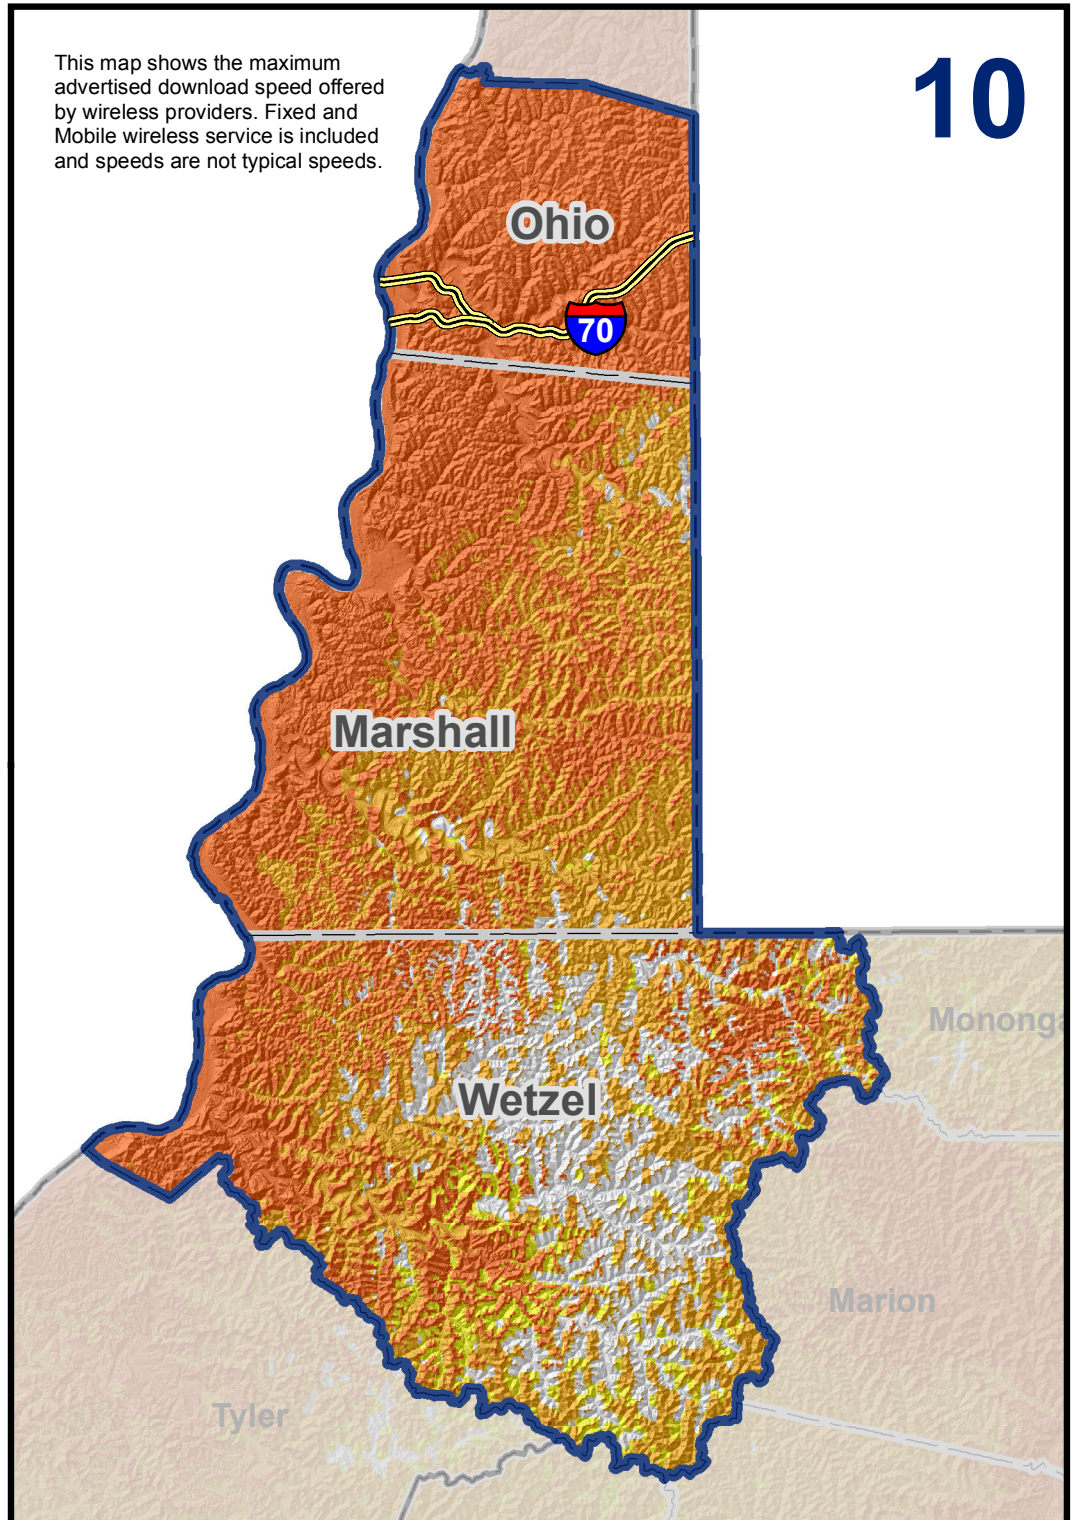 This map shows the maximum
advertised download speed offered
by wireless providers. Fixed and
Mobile wireless service is included
and speeds are not typical speeds.
10
Ohio
70
Marshall
Mononga
Wetzel
Marion
Tyler